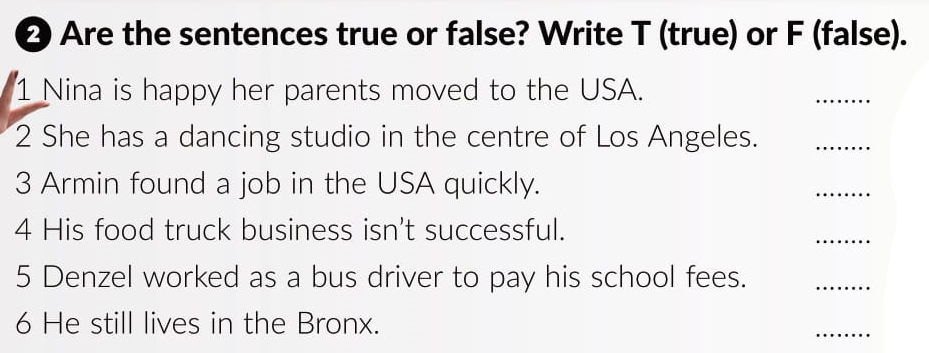 2 Are the sentences true or false? Write T (true) or F (false).
1 Nina is happy her parents moved to the USA. ........
2 She has a dancing studio in the centre of Los Angeles. ........
3 Armin found a job in the USA quickly. ........
4 His food truck business isn't successful. ........
5 Denzel worked as a bus driver to pay his school fees. ........
6 He still lives in the Bronx. ........